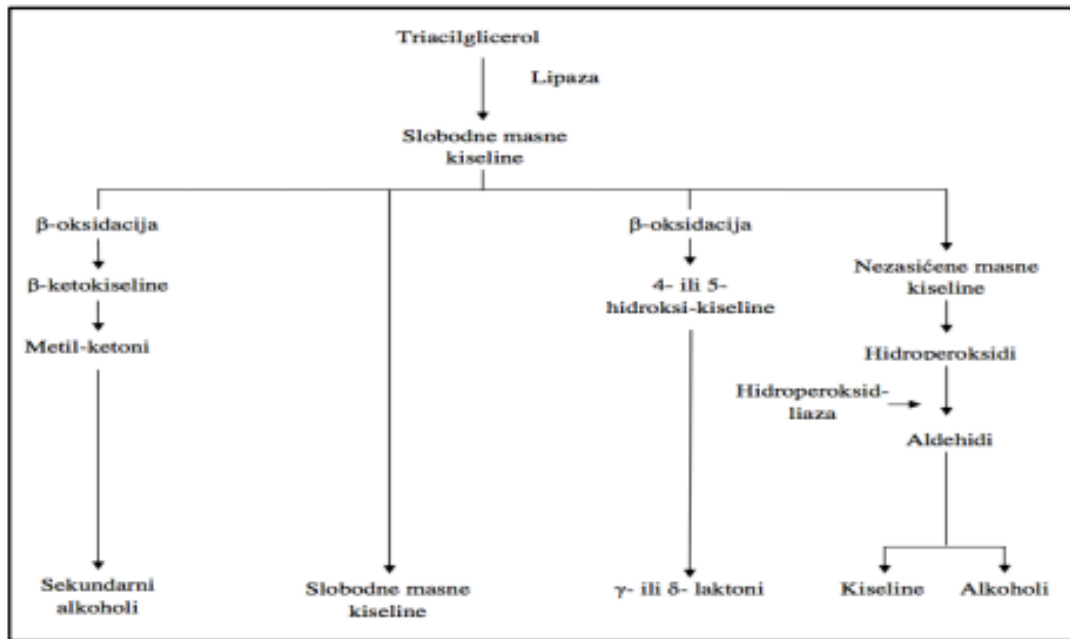 Triacilglicerol
Lipaza
Slobodne masne
kiseline
β-oksidacija
β-ketokiseline
Metil-ketoni
Sekundarni
alkoholi
Slobodne masne
kiseline
β-oksidacija
4- ili 5-
hidroksi-kiseline
γ- ili δ- laktoni
Nezasićene masne
kiseline
Hidroperoksidi
Hidroperoksid-
liaza
Aldehidi
Kiseline
Alkoholi